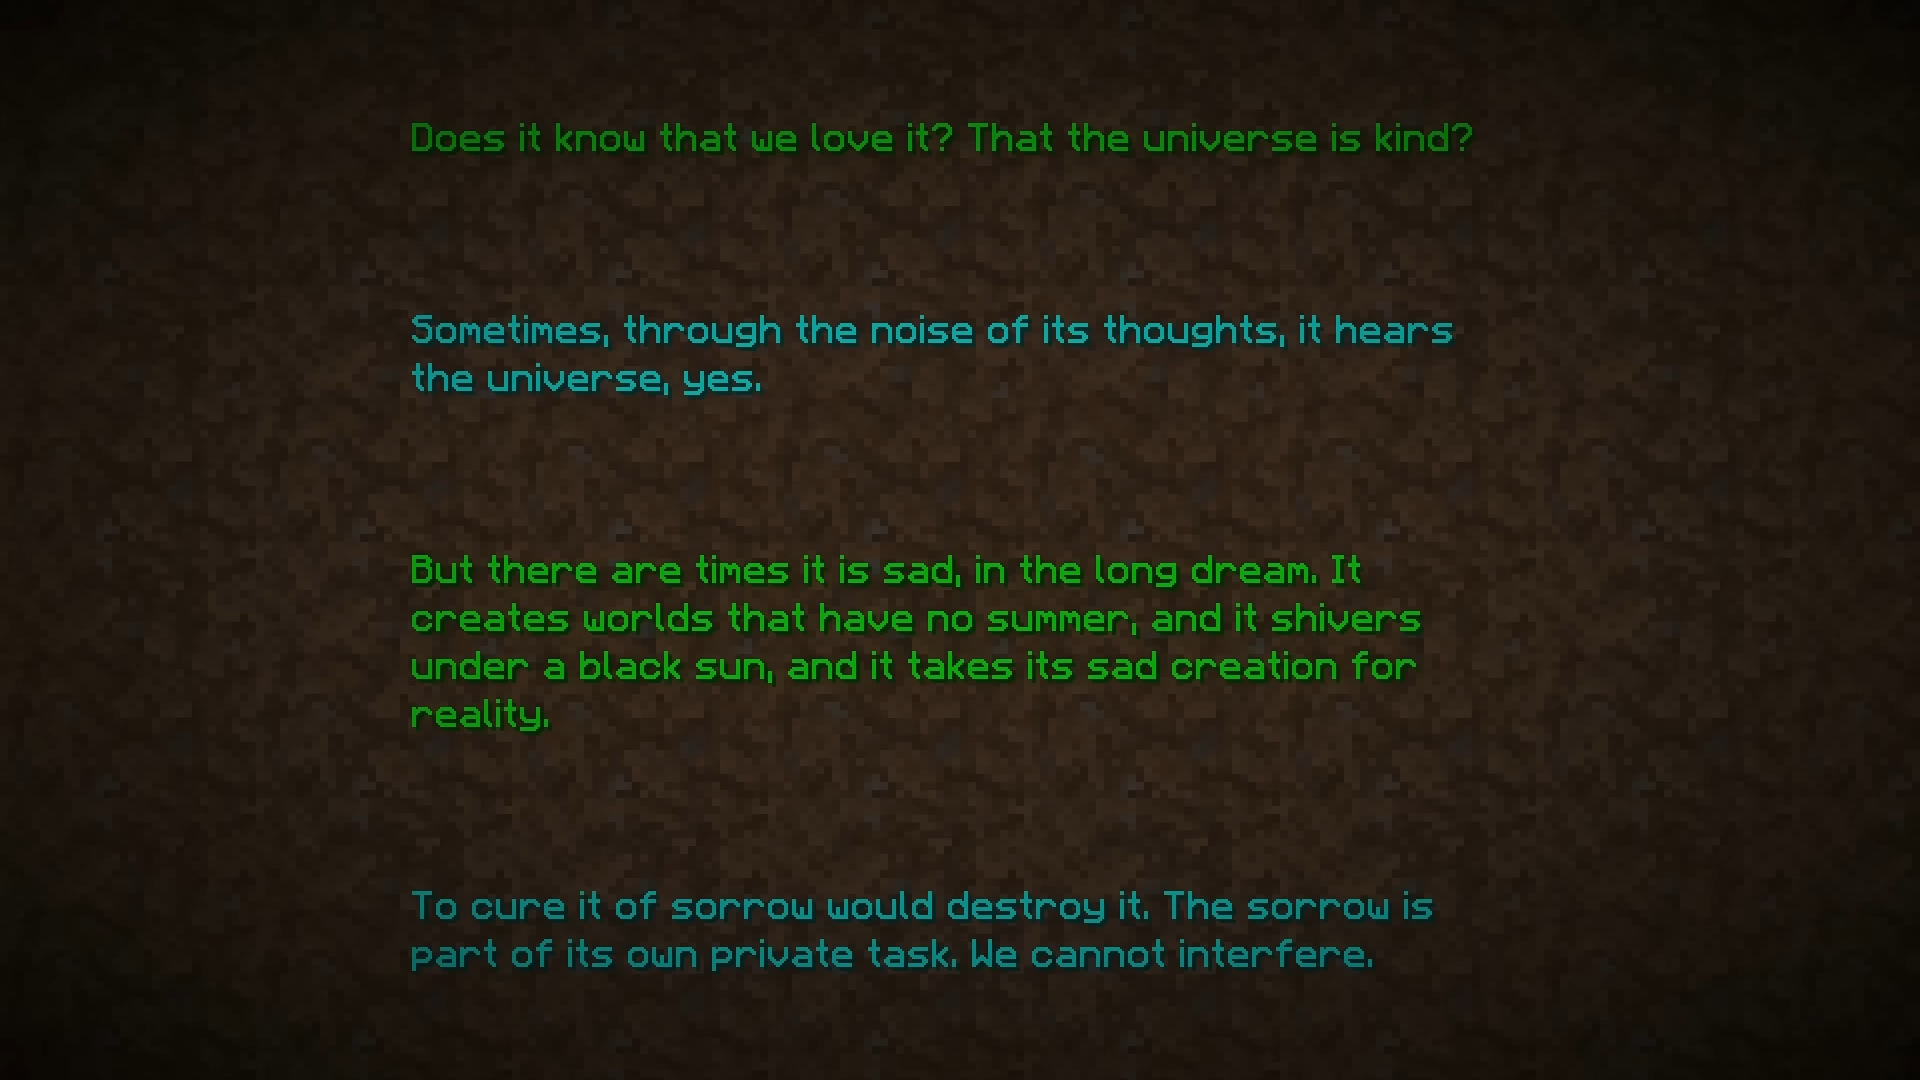 Does it know that we love it? That the universe is kind?
Sometimes, through the noise of its thoughts, it hears
the universe, yes.
But there are times it is sad, in the long dream. It
creates worlds that have no summer, and it shivers
under a black sun, and it takes its sad creation for
reality.
To cure it of sorrow would destroy it. The sorrow is
part of its own private task. We cannot interfere.